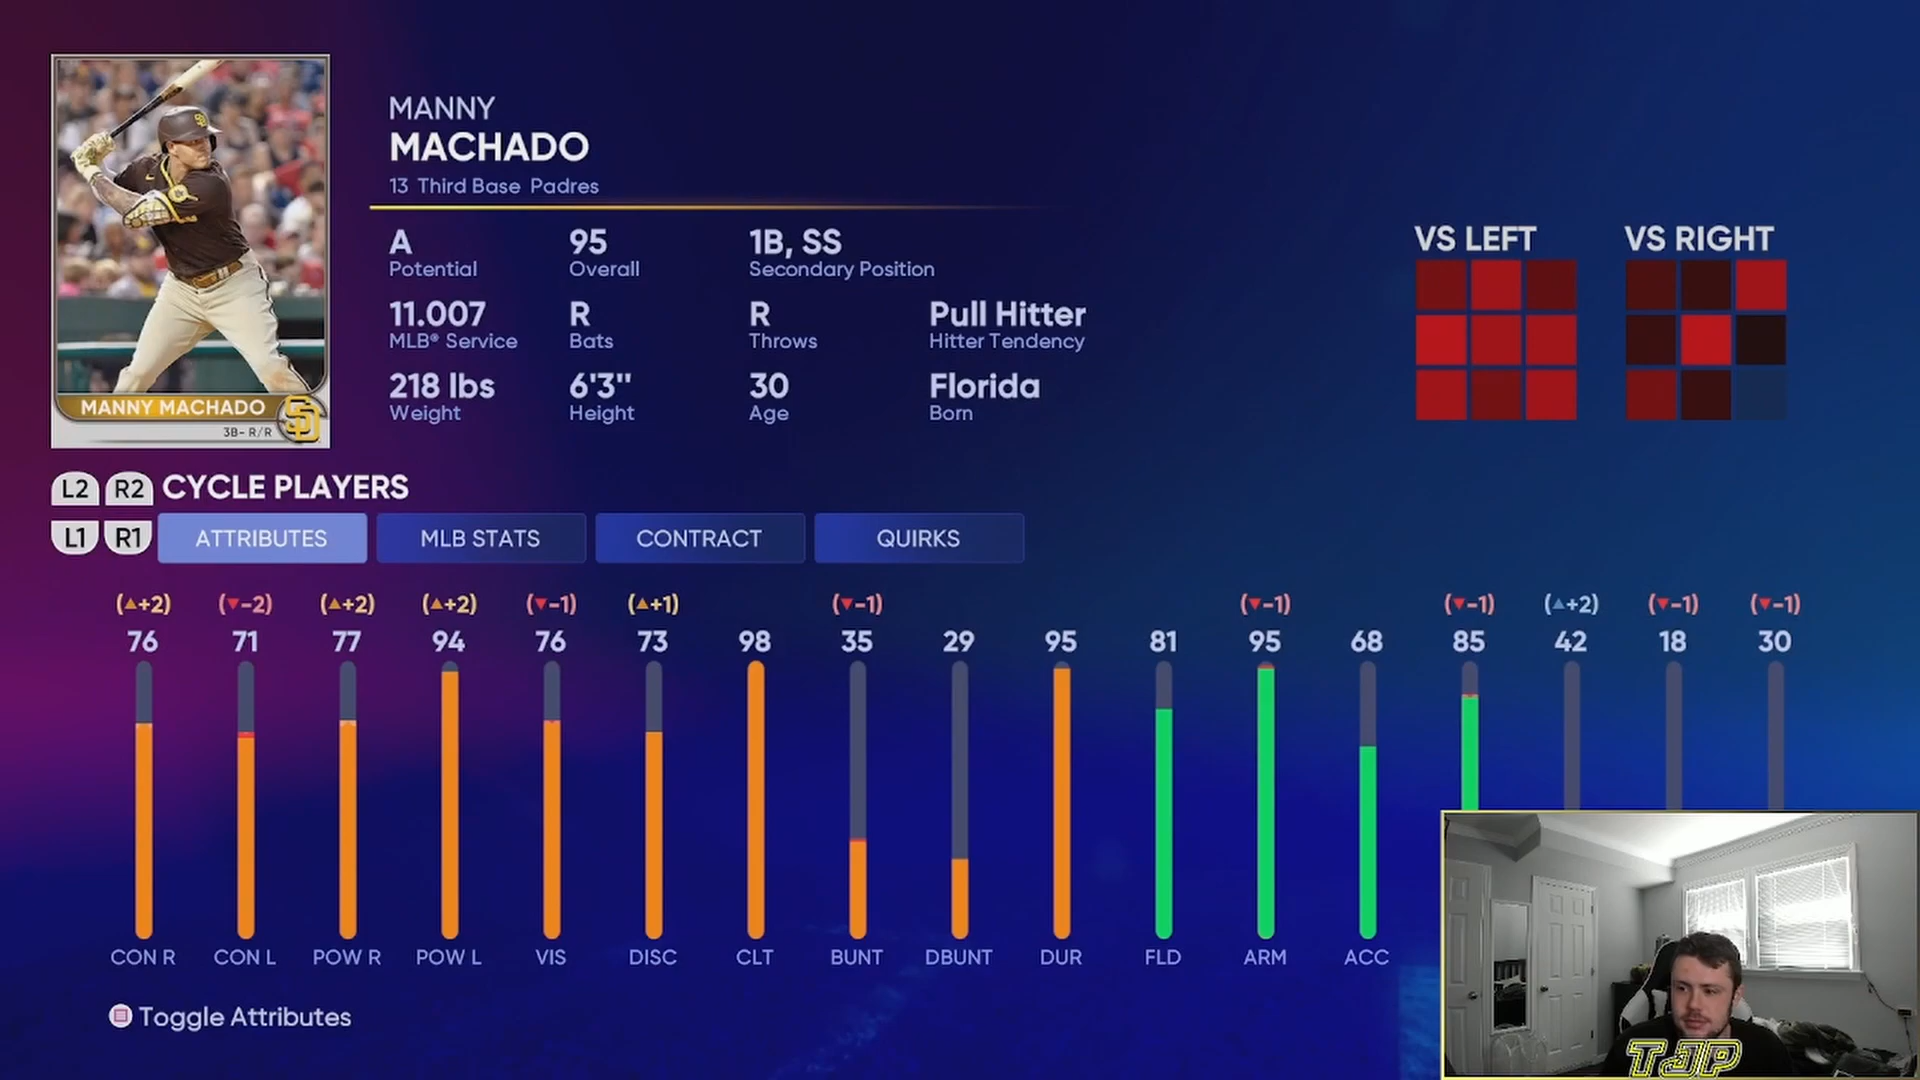 MANNY
MACHADO
13 Third Base Padres
A
Potential
95
Overall
1B, SS
Secondary Position
11.007
MLB® Service
R
Bats
R
Throws
Pull Hitter
Hitter Tendency
218 lbs
Weight
6'3"
Height
30
Age
Florida
Born
VS LEFT
VS RIGHT
MANNY MACHADO
SD
3B- R/R
L2 R2 CYCLE PLAYERS
L1 R1 ATTRIBUTES MLB STATS CONTRACT QUIRKS
(▲+2) (▼-2) (▲+2) (▲+2) (▼-1) (▲+1) (▼-1) (▼-1) (▼-1) (▲+2) (▼-1) (▼-1)
76 71 77 94 76 73 98 35 29 95 81 95 68 85 42 18 30
CON R CON L POW R POW L VIS DISC CLT BUNT DBUNT DUR FLD ARM ACC
Toggle Attributes
TJP